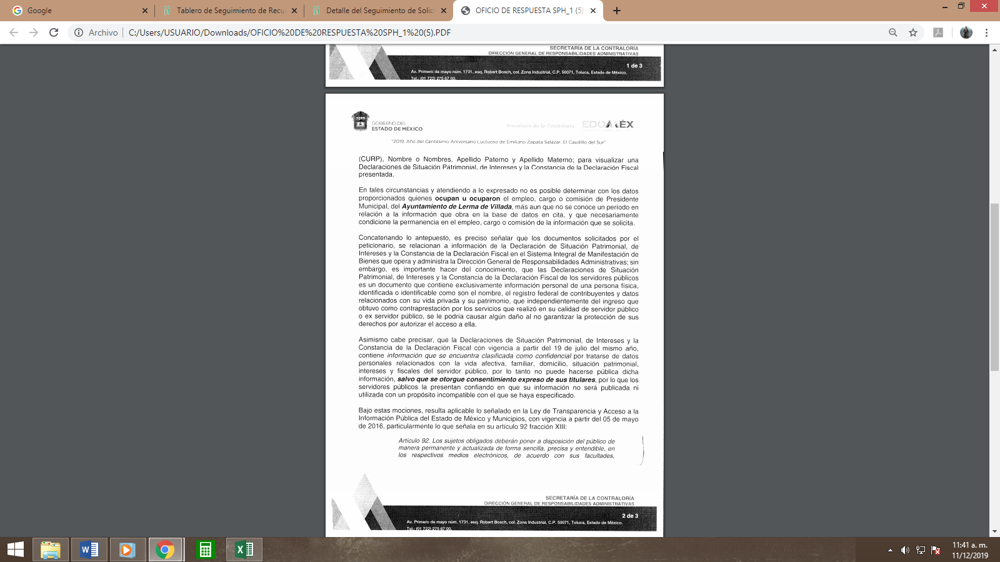 Google
Tablero de Seguimiento de Recu
Detalle del Seguimiento de Solici
OFICIO DE RESPUESTA SPH_1 (5)
Archivo
C:/Users/USUARIO/Downloads/OFICIO%20DE%20RESPUESTA%20SPH_1%20(5).PDF
SECRETARÍA DE LA CONTRALORÍA
DIRECCIÓN GENERAL DE RESPONSABILIDADES ADMINISTRATIVAS
1 de 3
Av. Primero de mayo núm. 1731, esq. Robert Bosch, col. Zona Industrial, C.P. 50071, Toluca, Estado de México.
Tel.: (01 722) 275 67 00.
GOBIERNO DEL
ESTADO DE MÉXICO
Secretaría de la Contraloría
EDOMÉX
"2019. Año del Centésimo Aniversario Luctuoso de Emiliano Zapata Salazar. El Caudillo del Sur"
(CURP), Nombre o Nombres, Apellido Paterno y Apellido Materno; para visualizar una
Declaraciones de Situación Patrimonial, de Intereses y la Constancia de la Declaración Fiscal
presentada.
En tales circunstancias y atendiendo a lo expresado no es posible determinar con los datos
proporcionados quienes ocupan u ocuparon el empleo, cargo o comisión de Presidente
Municipal, del Ayuntamiento de Lerma de Villada, más aun que no se conoce un período en
relación a la información que obra en la base de datos en cita, y que necesariamente
condicione la permanencia en el empleo, cargo o comisión de la información que se solicita.
Concatenando lo antepuesto, es preciso señalar que los documentos solicitados por el
peticionario, se relacionan a información de la Declaración de Situación Patrimonial, de
Intereses y la Constancia de la Declaración Fiscal en el Sistema Integral de Manifestación de
Bienes que opera y administra la Dirección General de Responsabilidades Administrativas; sin
embargo, es importante hacer del conocimiento, que las Declaraciones de Situación
Patrimonial, de Intereses y la Constancia de la Declaración Fiscal de los servidores públicos
es un documento que contiene exclusivamente información personal de una persona física,
identificada o identificable como son el nombre, el registro federal de contribuyentes y datos
relacionados con su vida privada y su patrimonio, que independientemente del ingreso que
obtuvo como contraprestación por los servicios que realizó en su calidad de servidor público
o ex servidor público, se le podría causar algún daño al no garantizar la protección de sus
derechos por autorizar el acceso a ella.
Asimismo cabe precisar, que la Declaraciones de Situación Patrimonial, de Intereses y la
Constancia de la Declaración Fiscal con vigencia a partir del 19 de julio del mismo año,
contiene información que se encuentra clasificada como confidencial por tratarse de datos
personales relacionados con la vida afectiva, familiar, domicilio, situación patrimonial,
intereses y fiscales del servidor público, por lo tanto no puede hacerse pública dicha
información, salvo que se otorgue consentimiento expreso de sus titulares, por lo que los
servidores públicos la presentan confiando en que su información no será publicada ni
utilizada con un propósito incompatible con el que se haya especificado.
Bajo estas mociones, resulta aplicable lo señalado en la Ley de Transparencia y Acceso a la
Información Pública del Estado de México y Municipios, con vigencia a partir del 05 de mayo
de 2016, particularmente lo que señala en su artículo 92 fracción XIII:
Artículo 92. Los sujetos obligados deberán poner a disposición del público de
manera permanente y actualizada de forma sencilla, precisa y entendible, en
los respectivos medios electrónicos, de acuerdo con sus facultades,
SECRETARÍA DE LA CONTRALORÍA
DIRECCIÓN GENERAL DE RESPONSABILIDADES ADMINISTRATIVAS
2 de 3
Av. Primero de mayo núm. 1731, esq. Robert Bosch, col. Zona Industrial, C.P. 50071, Toluca, Estado de México.
Tel.: (01 722) 275 67 00.
11:41 a. m.
11/12/2019